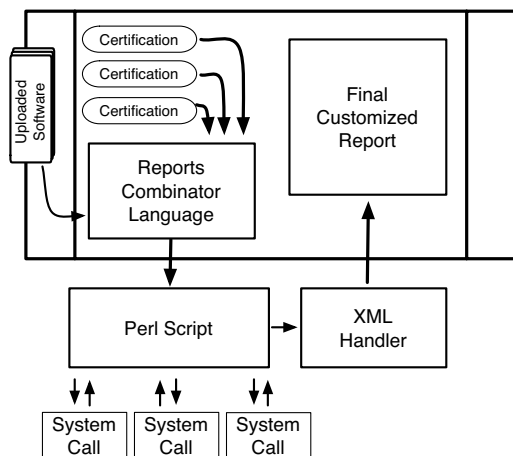 Certification
Certification
Certification
Uploaded
Software
Final
Customized
Report
Reports
Combinator
Language
Perl Script
XML
Handler
System
Call
System
Call
System
Call